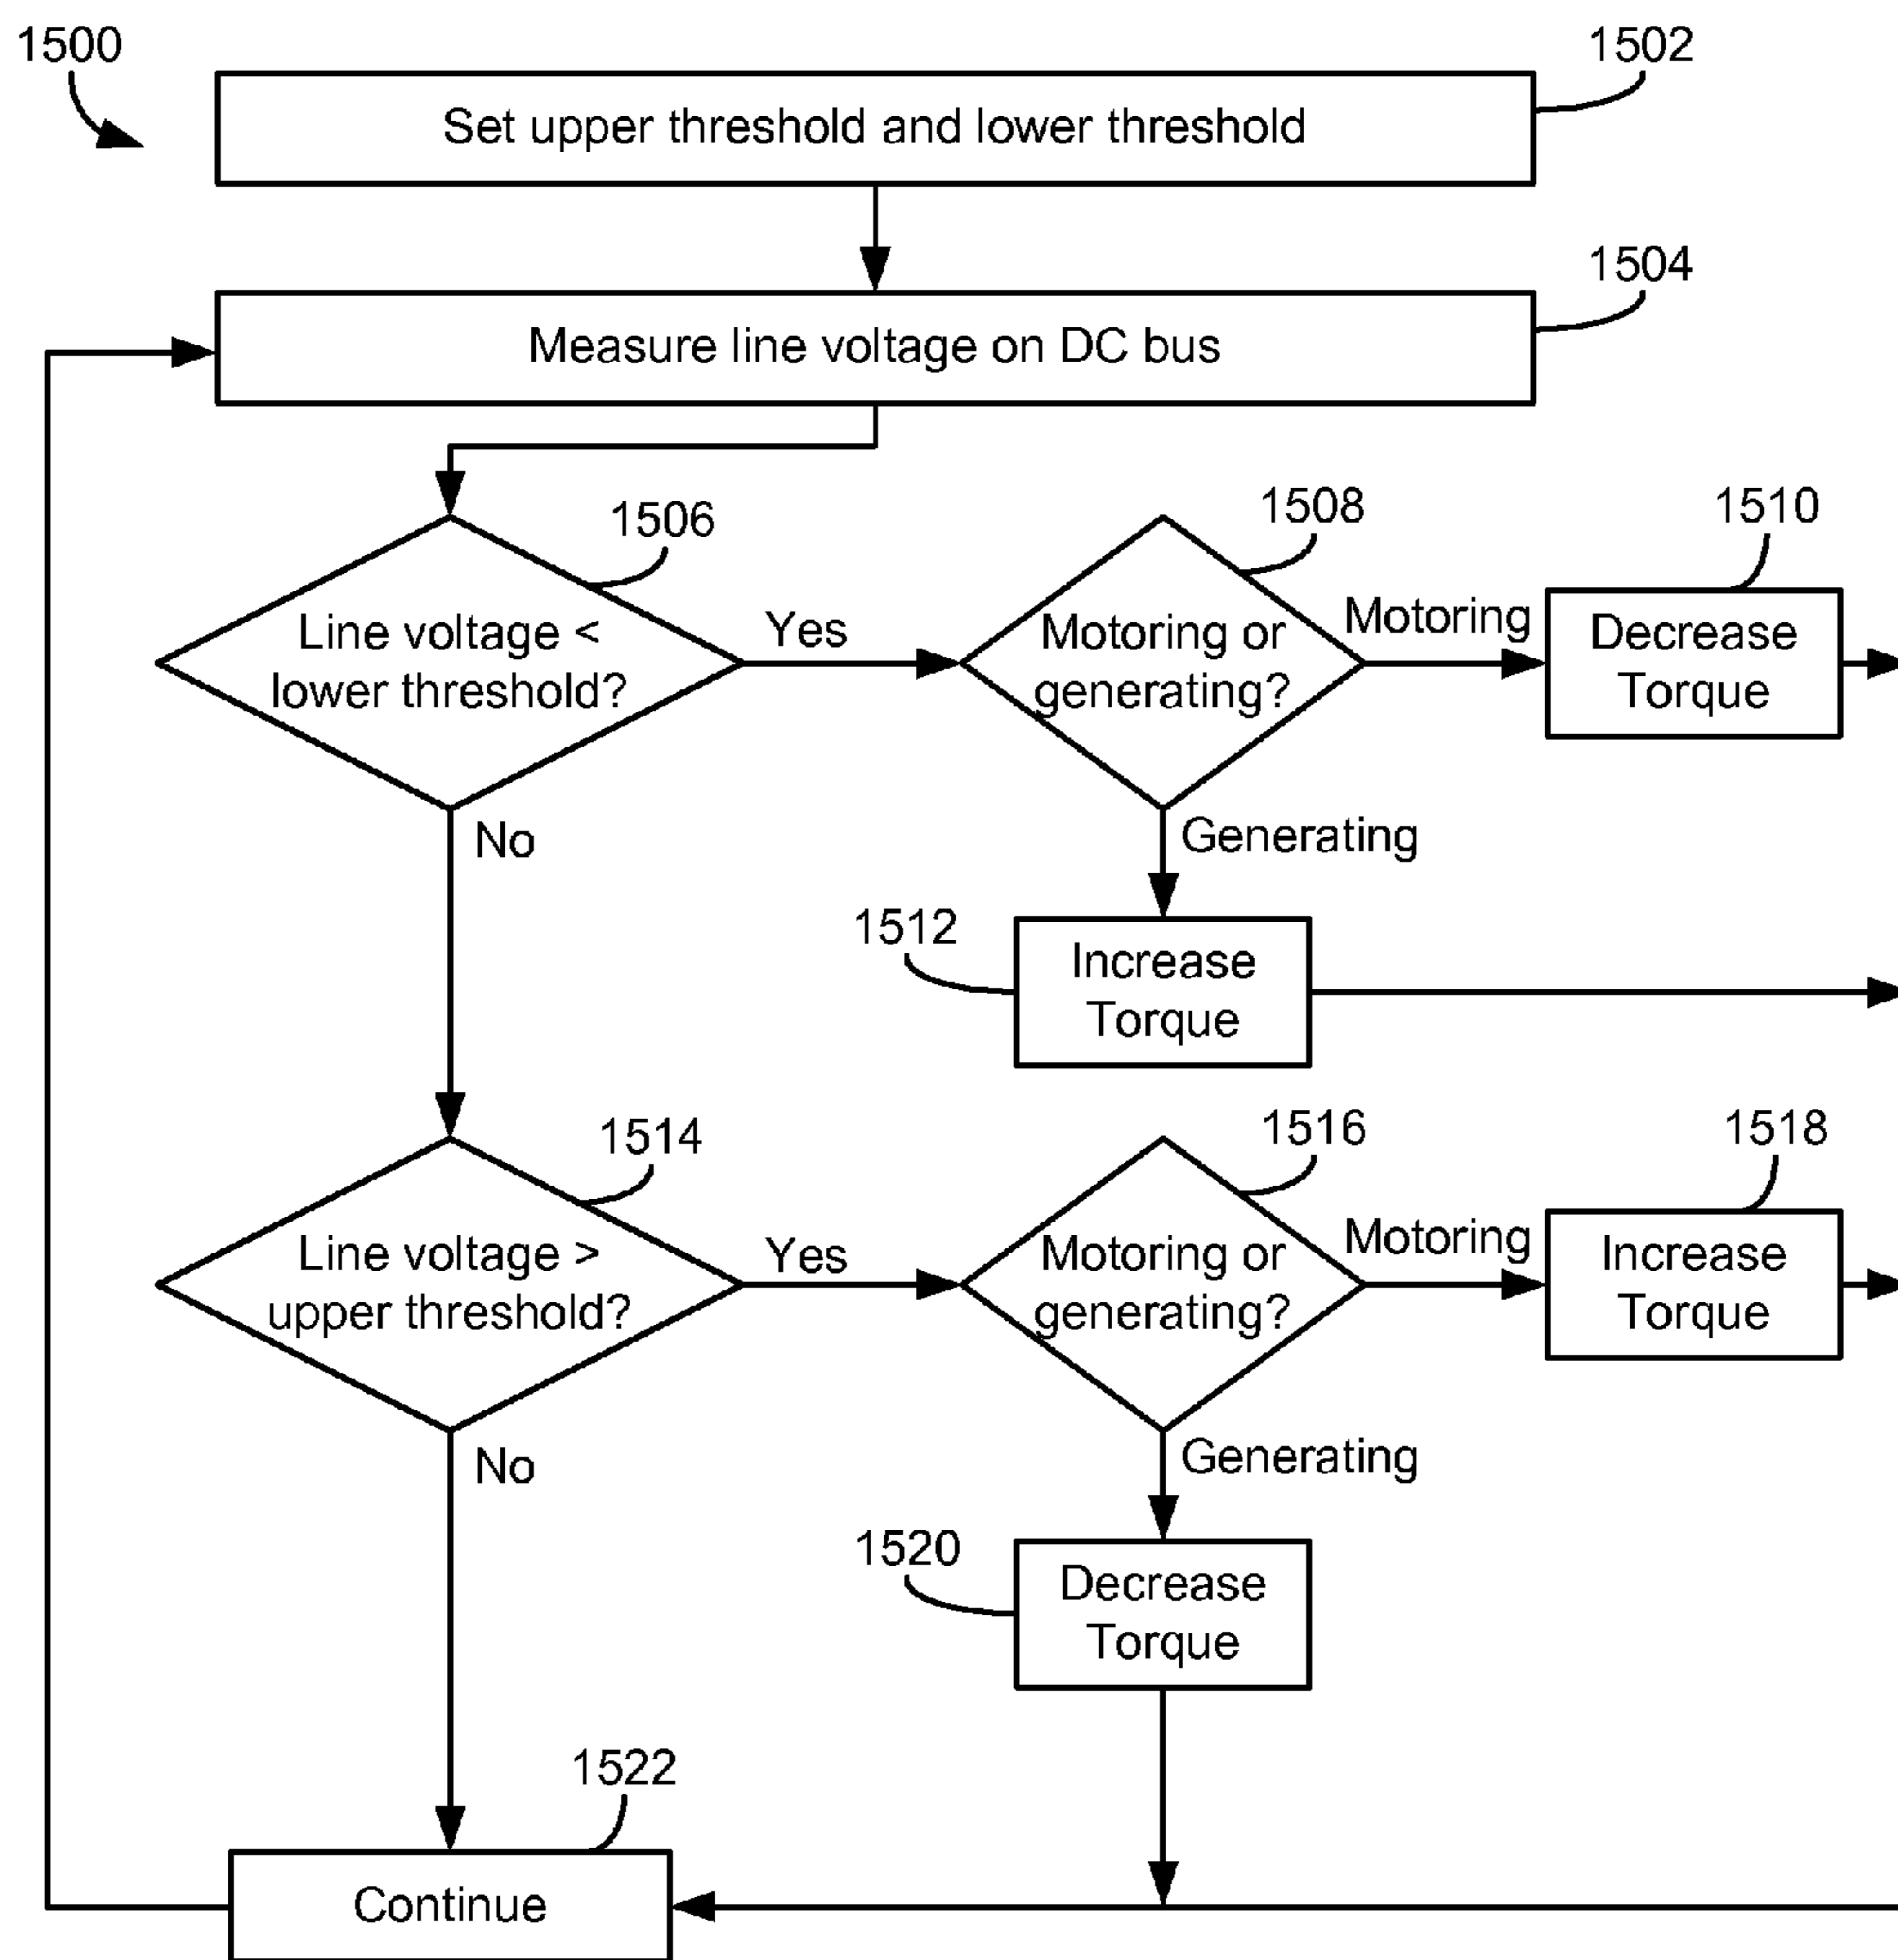 1500
1502
Set upper threshold and lower threshold
1504
Measure line voltage on DC bus
1506
Line voltage <
lower threshold?
Yes
No
1508
Motoring or
generating?
Motoring
1510
Decrease
Torque
Generating
1512
Increase
Torque
1514
Line voltage >
upper threshold?
Yes
No
1516
Motoring or
generating?
Motoring
1518
Increase
Torque
Generating
1520
Decrease
Torque
1522
Continue